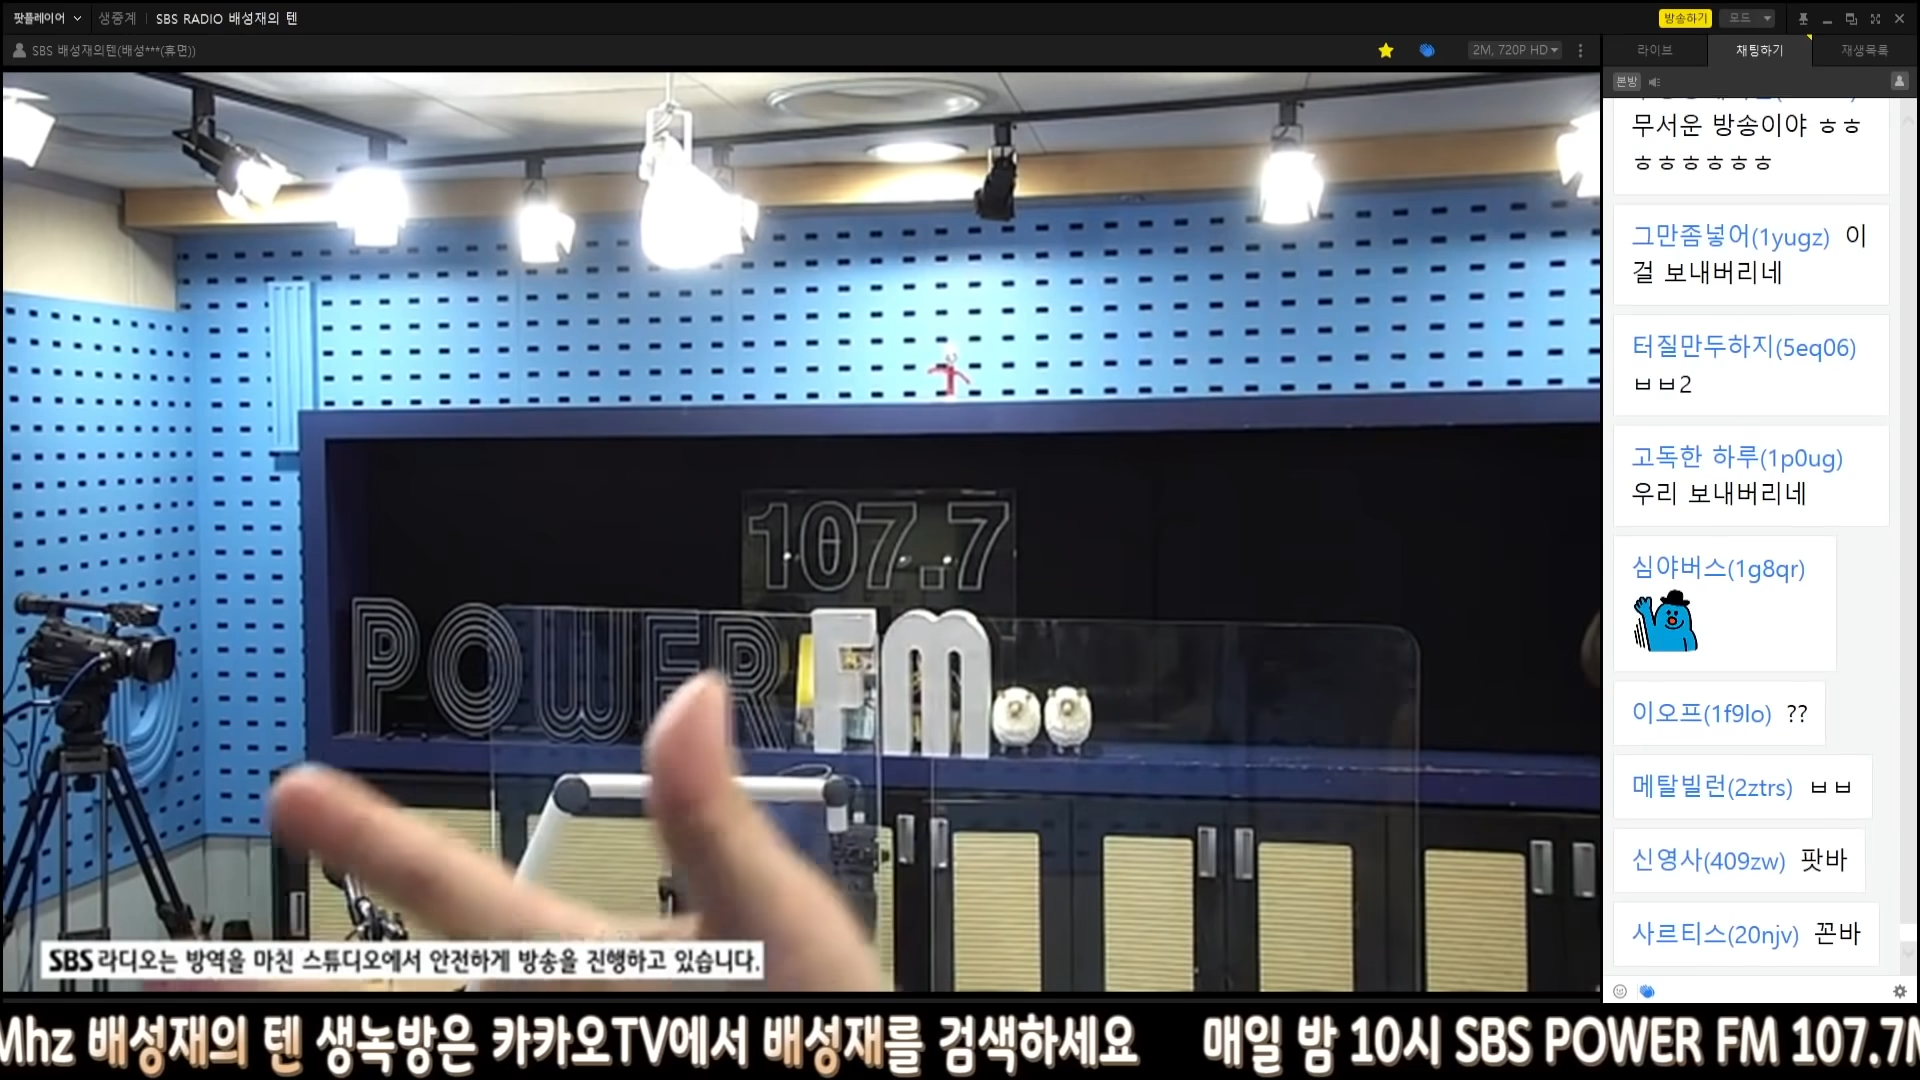 팟플레이어
생중계
SBS RADIO 배성재의 텐
방송하기
모드
SBS 배성재의텐(배성***(휴면))
2M, 720P HD
라이브
채팅하기
재생목록
본방
무서운 방송이야 ㅎㅎ
ㅎㅎㅎㅎㅎㅎ
그만좀넣어(1yugz) 이
걸 보내버리네
터질만두하지(5eq06)
ㅂㅂ2
고독한 하루(1p0ug)
우리 보내버리네
심야버스(1g8qr)
이오프(1f9lo) ??
메탈빌런(2ztrs) ㅂㅂ
신영사(409zw) 팟바
사르티스(20njv) 꼰바
107.7
POWER FM
SBS 라디오는 방역을 마친 스튜디오에서 안전하게 방송을 진행하고 있습니다.
Mhz 배성재의 텐 생녹방은 카카오TV에서 배성재를 검색하세요 매일 밤 10시 SBS POWER FM 107.7M